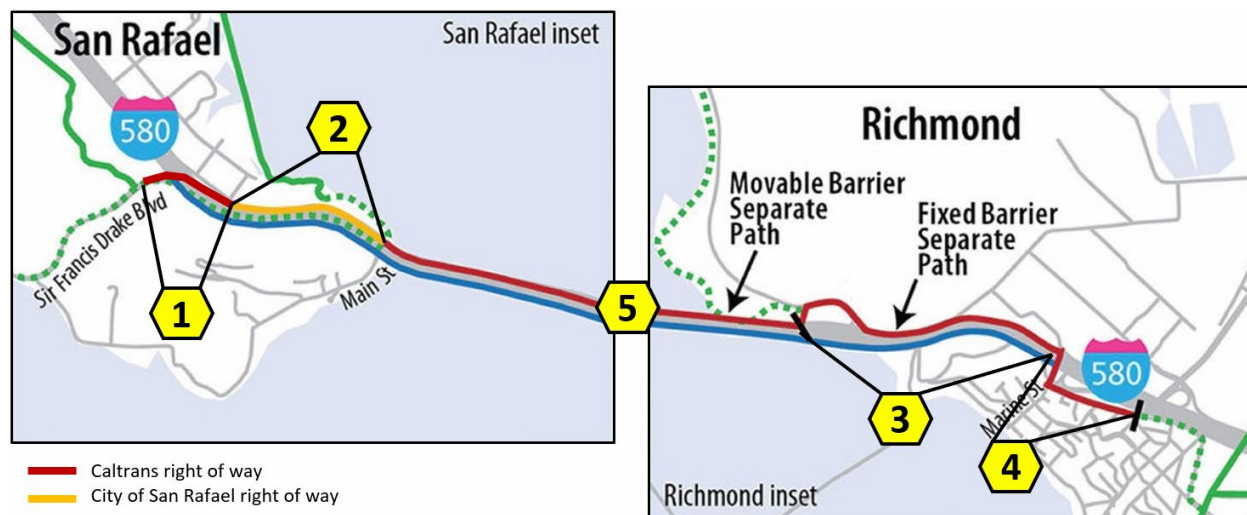 San Rafael
San Rafael inset
580
2
Sir Francis Drake Blvd
1
Main St
5
Richmond
Movable Barrier
Separate
Path
Fixed Barrier
Separate
Path
580
3
Marine St
4
Richmond inset
Caltrans right of way
City of San Rafael right of way